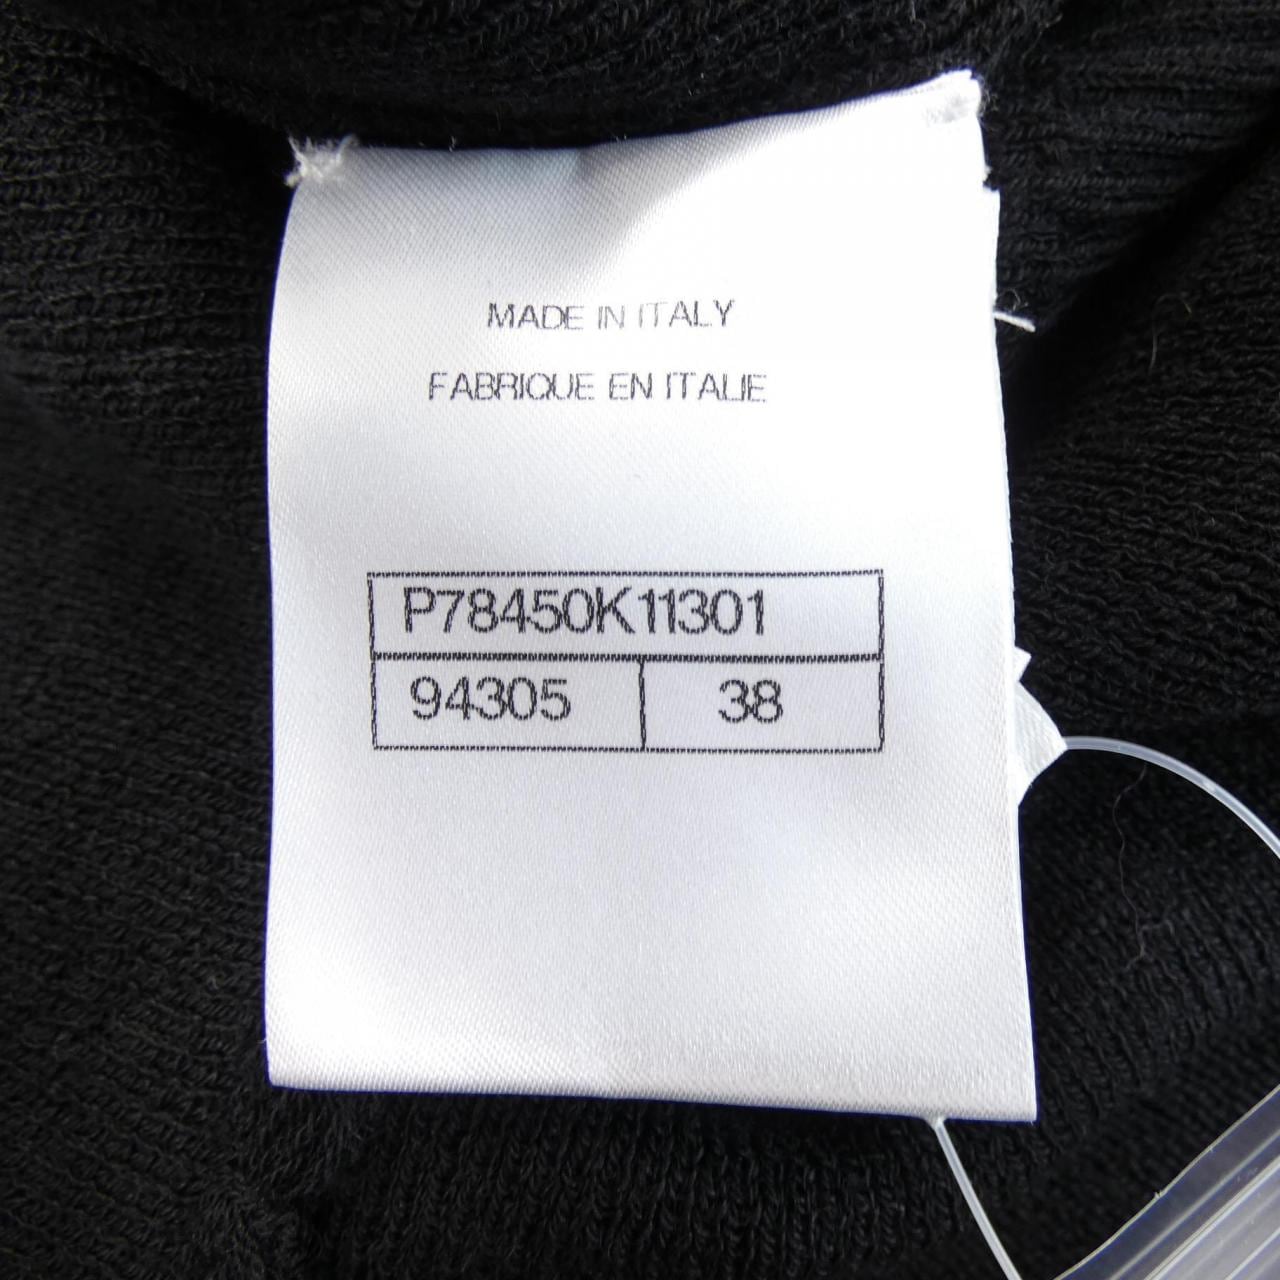 MADE IN ITALY
FABRIQUE EN ITALIE
P78450K11301
94305 38